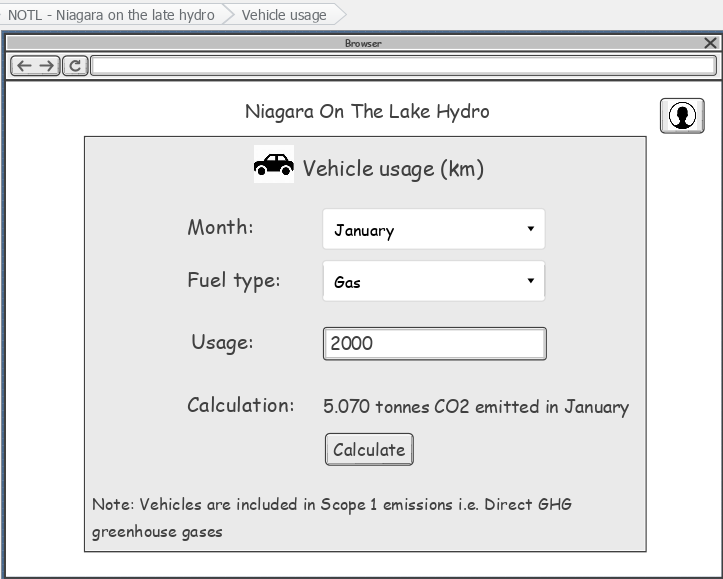 NOTL - Niagara on the late hydro Vehicle usage
Browser
Niagara On The Lake Hydro
Vehicle usage (km)
Month: January
Fuel type: Gas
Usage: 2000
Calculation: 5.070 tonnes CO2 emitted in January
Calculate
Note: Vehicles are included in Scope 1 emissions i.e. Direct GHG
greenhouse gases